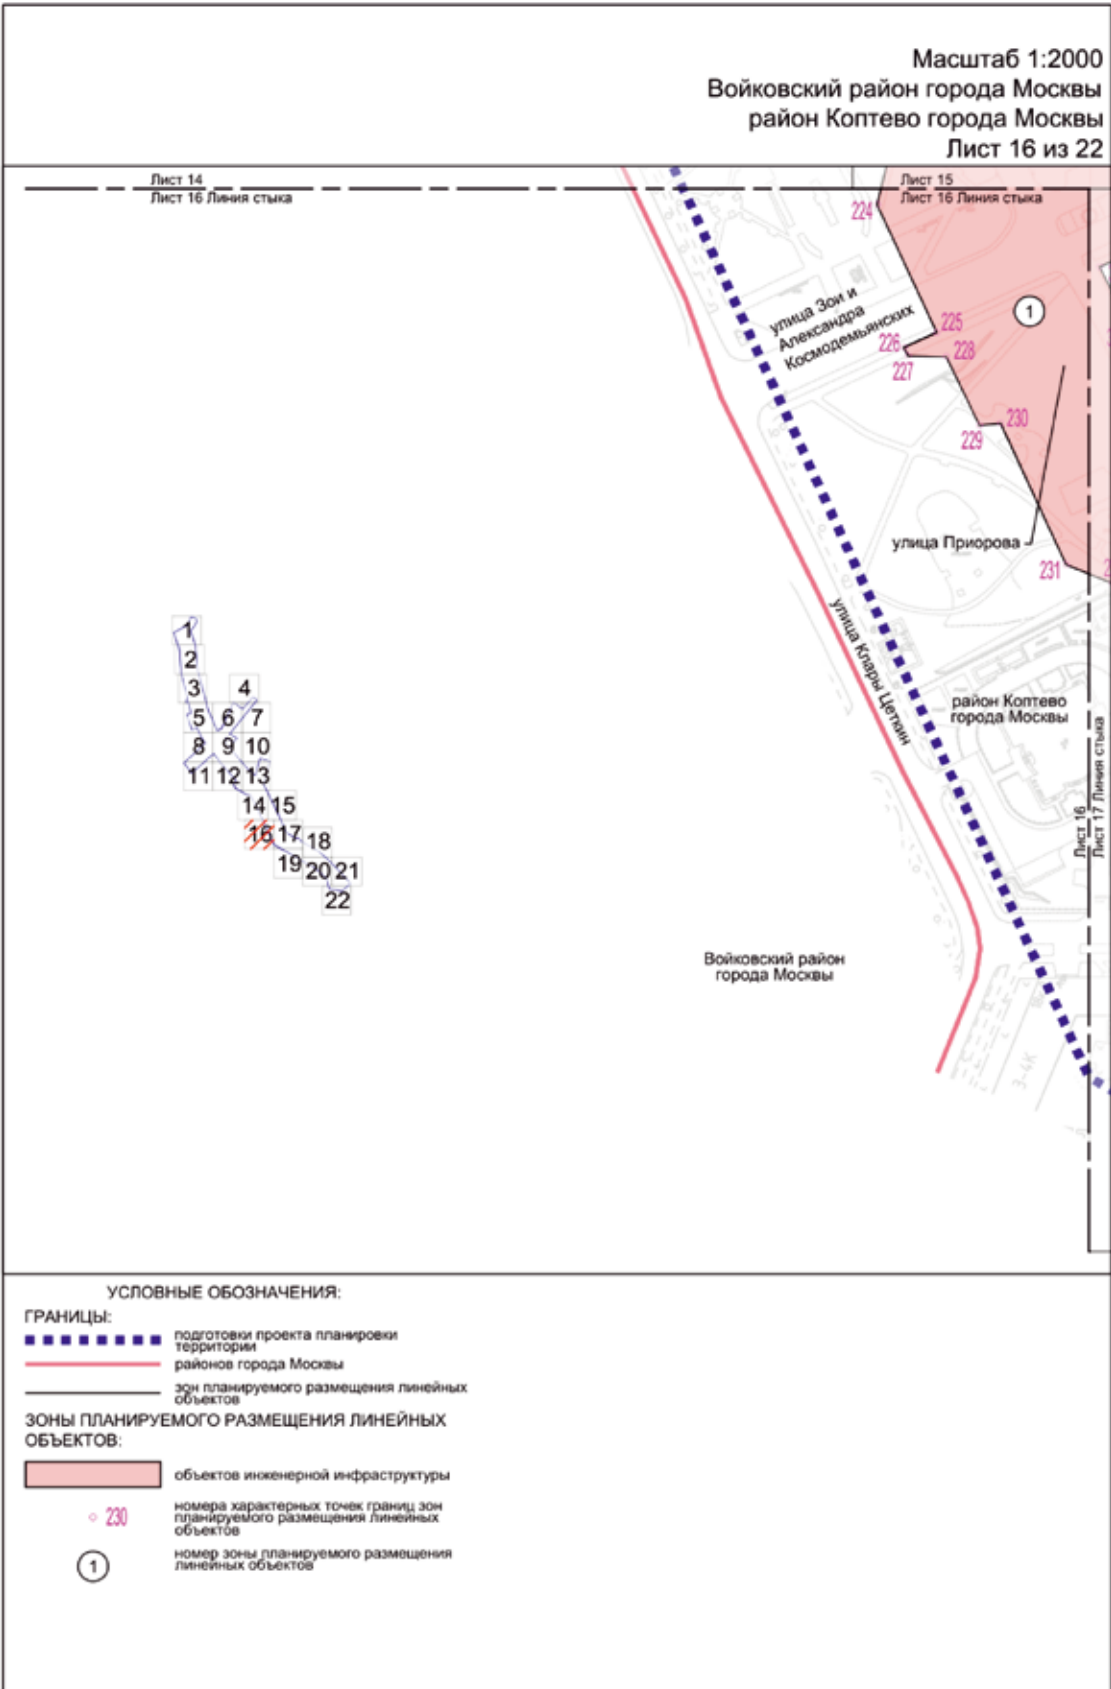 Масштаб 1:2000
Войковский район города Москвы
район Коптево города Москвы
Лист 16 из 22
Лист 14
Лист 16 Линия стыка
Лист 15
Лист 16 Линия стыка
224
1
улица Зои и
Александра
Космодемьянских
225
226
227
228
229
230
улица Приорова
231
улица Клары Цеткин
район Коптево
города Москвы
Лист 16
Лист 17 Линия стыка
1
2
3
4
5
6
7
8
9
10
11
12
13
14
15
16
17
18
19
20
21
22
Войковский район
города Москвы
3-4К
УСЛОВНЫЕ ОБОЗНАЧЕНИЯ:
ГРАНИЦЫ:
подготовки проекта планировки
территории
районов города Москвы
зон планируемого размещения линейных
объектов
ЗОНЫ ПЛАНИРУЕМОГО РАЗМЕЩЕНИЯ ЛИНЕЙНЫХ
ОБЪЕКТОВ:
объектов инженерной инфраструктуры
230
номера характерных точек границ зон
планируемого размещения линейных
объектов
1
номер зоны планируемого размещения
линейных объектов